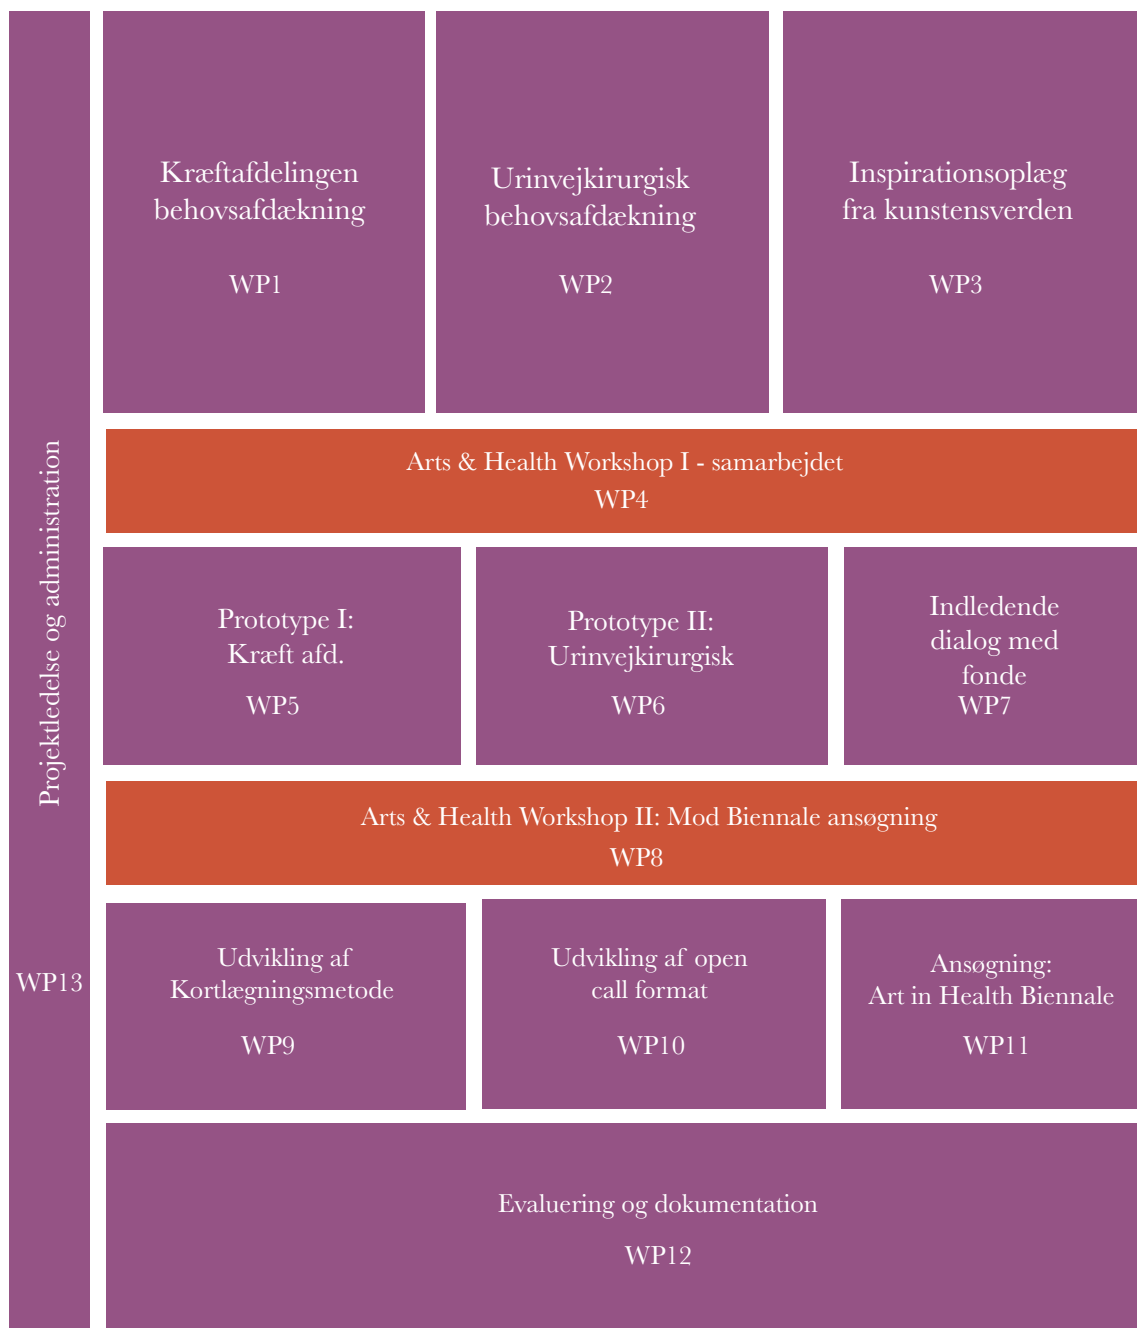 Kræftafdelingen
behovsafdækning
WP1
Urinvejkirurgisk
behovsafdækning
WP2
Inspirationsoplæg
fra kunstensverden
WP3
Arts & Health Workshop I - samarbejdet
WP4
Prototype I:
Kræft afd.
WP5
Prototype II:
Urinvejkirurgisk
WP6
Indledende
dialog med
fonde
WP7
Arts & Health Workshop II: Mod Biennale ansøgning
WP8
Udvikling af
Kortlægningsmetode
WP9
Udvikling af open
call format
WP10
Ansøgning:
Art in Health Biennale
WP11
Evaluering og dokumentation
WP12
Projektledelse og administration
WP13